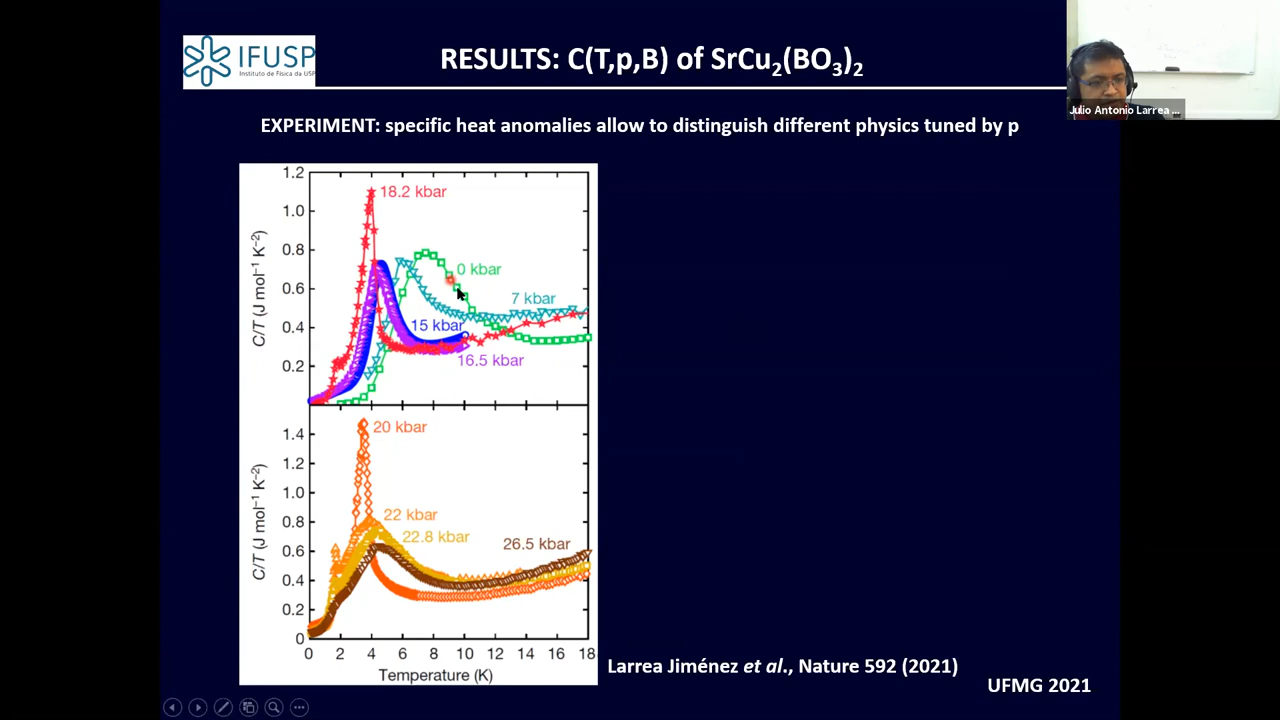 IFUSP
Instituto de Física da USP
RESULTS: C(T,p,B) of SrCu2(BO3)2
Julio Antonio Larrea ...
EXPERIMENT: specific heat anomalies allow to distinguish different physics tuned by p
1.2
1.0
0.8
0.6
0.4
0.2
C/T (J mol⁻¹ K⁻²)
18.2 kbar
0 kbar
7 kbar
15 kbar
16.5 kbar
1.4
1.2
1.0
0.8
0.6
0.4
0.2
0
C/T (J mol⁻¹ K⁻²)
20 kbar
22 kbar
22.8 kbar
26.5 kbar
0 2 4 6 8 10 12 14 16 18
Temperature (K)
Larrea Jiménez et al., Nature 592 (2021)
UFMG 2021